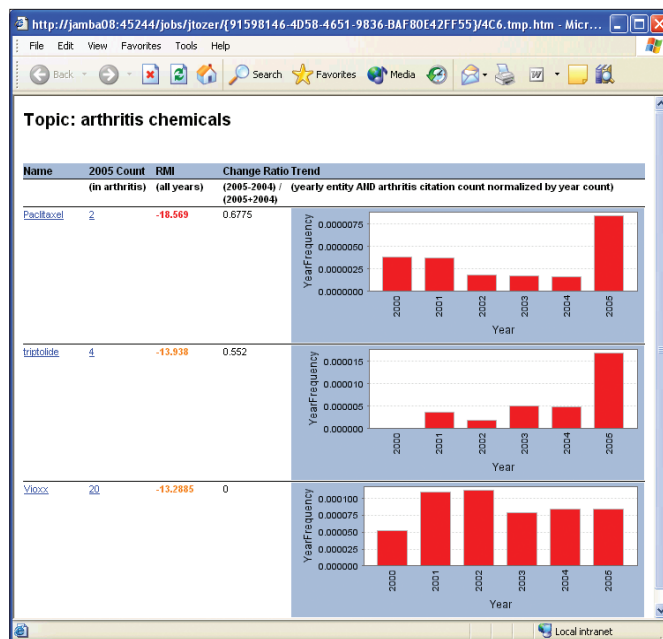 http://jamba08:45244/jobs/jtozer/{91598146-4D58-4651-9836-BAF80E42FF55}/4C6.tmp.htm - Micr...
File Edit View Favorites Tools Help
Back Search Favorites Media
Topic: arthritis chemicals
Name 2005 Count RMI Change Ratio Trend
(in arthritis) (all years) (2005-2004) / (yearly entity AND arthritis citation count normalized by year count)
(2005+2004)
Paclitaxel 2 -18.569 0.6775
YearFrequency
0.0000075
0.0000050
0.0000025
0.0000000
2000 2001 2002 2003 2004 2005
Year
triptolide 4 -13.938 0.552
YearFrequency
0.000015
0.000010
0.000005
0.000000
2000 2001 2002 2003 2004 2005
Year
Vioxx 20 -13.2885 0
YearFrequency
0.000100
0.000075
0.000050
0.000025
0.000000
2000 2001 2002 2003 2004 2005
Year
Local intranet